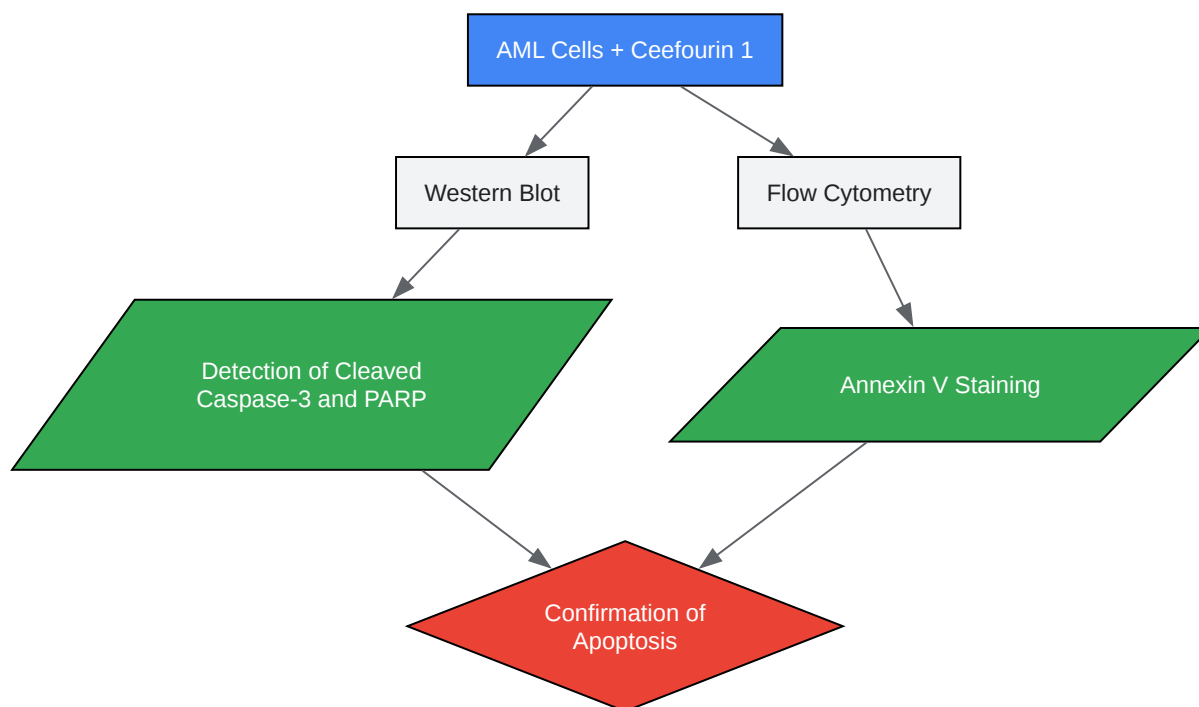 AML Cells + Ceefourin 1
Western Blot
Flow Cytometry
Detection of Cleaved
Caspase-3 and PARP
Annexin V Staining
Confirmation of
Apoptosis